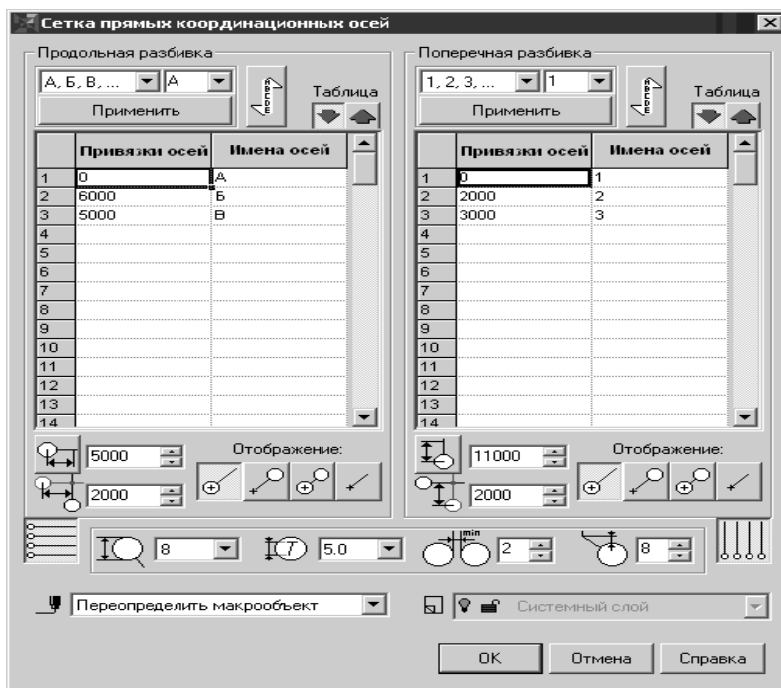 Сетка прямых координационных осей
Продольная разбивка
А, Б, В, ... А
Применить
Таблица
Привязки осей Имена осей
1 0 А
2 6000 Б
3 5000 В
4
5
6
7
8
9
10
11
12
13
14
5000
Отображение:
2000
Поперечная разбивка
1, 2, 3, ... 1
Применить
Таблица
Привязки осей Имена осей
1 0 1
2 2000 2
3 3000 3
4
5
6
7
8
9
10
11
12
13
14
11000
Отображение:
2000
8 T 5.0 min 2 8
Переопределить макрообъект
Системный слой
OK Отмена Справка